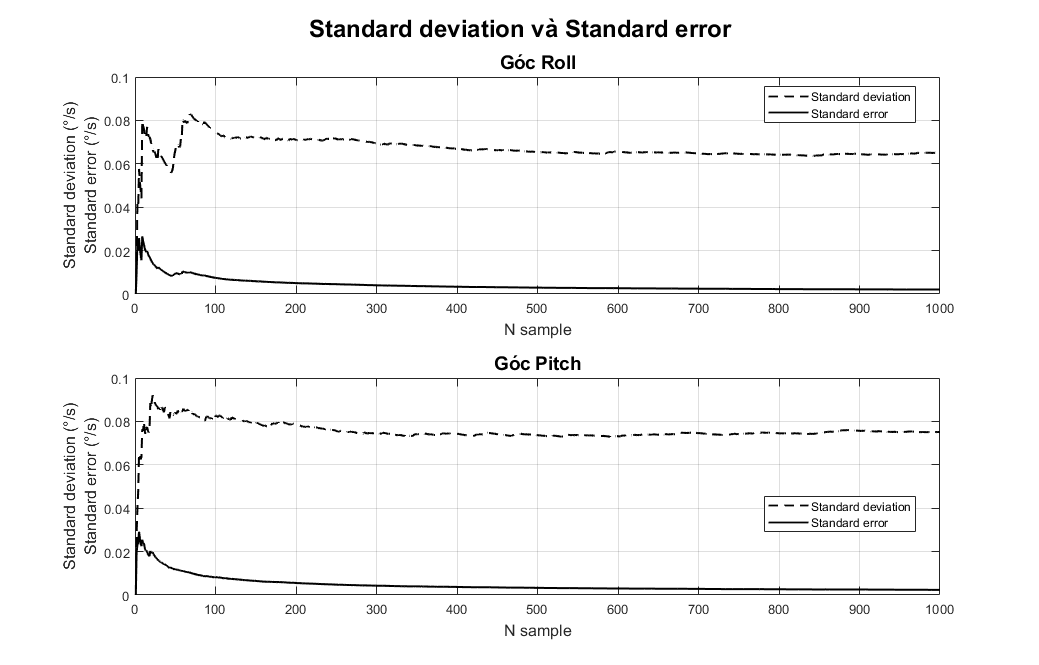 Standard deviation và Standard error
Góc Roll
Standard deviation (°/s)
Standard error (°/s)
0.1
0.08
0.06
0.04
0.02
0
Standard deviation
Standard error
0 100 200 300 400 500 600 700 800 900 1000
N sample
Góc Pitch
Standard deviation (°/s)
Standard error (°/s)
0.1
0.08
0.06
0.04
0.02
0
Standard deviation
Standard error
0 100 200 300 400 500 600 700 800 900 1000
N sample